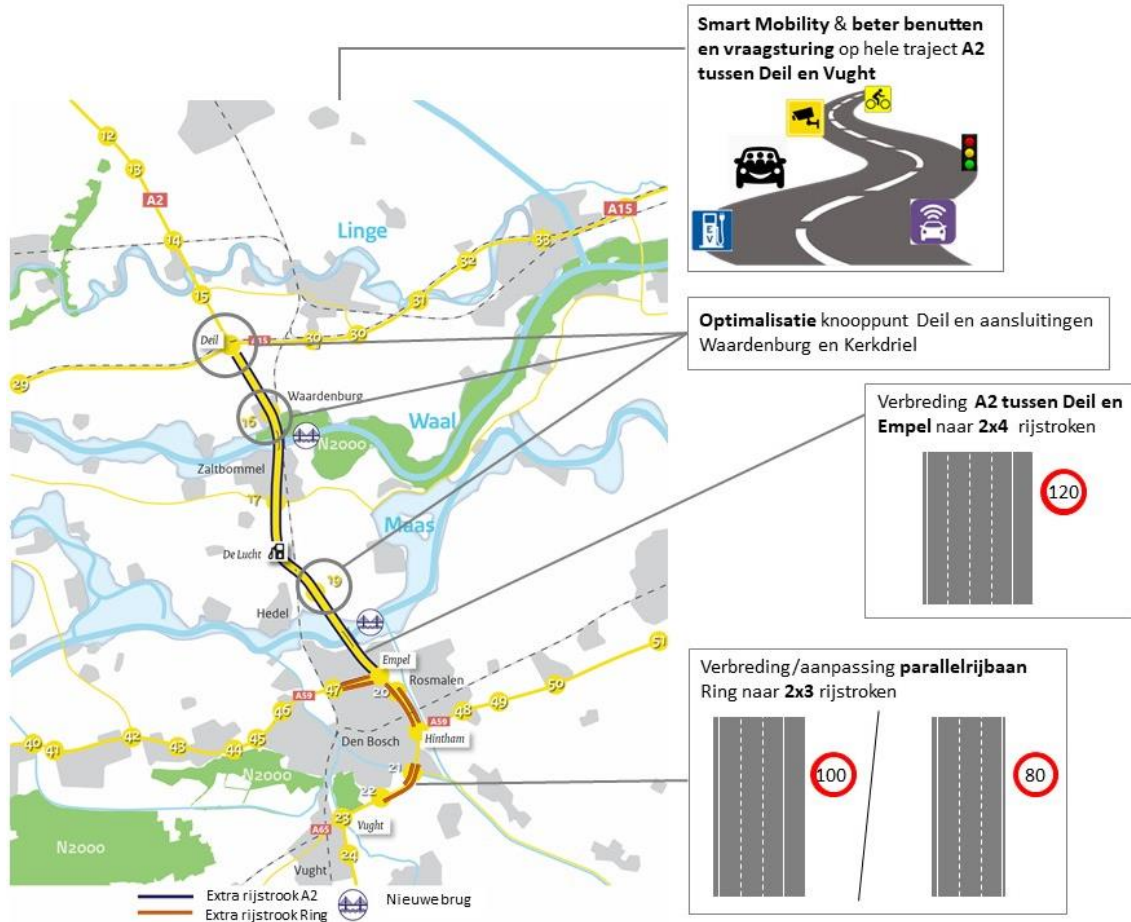 Smart Mobility & beter benutten
en vraagsturing op hele traject A2
tussen Deil en Vught
EV
Optimalisatie knooppunt Deil en aansluitingen
Waardenburg en Kerkdriel
Verbreding A2 tussen Deil en
Empel naar 2x4 rijstroken
120
Verbreding/aanpassing parallelrijbaan
Ring naar 2x3 rijstroken
100
80
12
13
A2
14
15
Linge
A15
33
32
31
30
30
A15
Deil
29
Waardenburg
16
N2000
Waal
Zaltbommel
17
Maas
De Lucht
19
Hedel
Empel
51
50
49
48
A59
Rosmalen
20
47
A59
46
45
44
43
42
41
40
Den Bosch
Hintham
21
22
N2000
23
Vught
A65
24
Vught
N2000
Extra rijstrook A2
Extra rijstrook Ring
Nieuwe brug